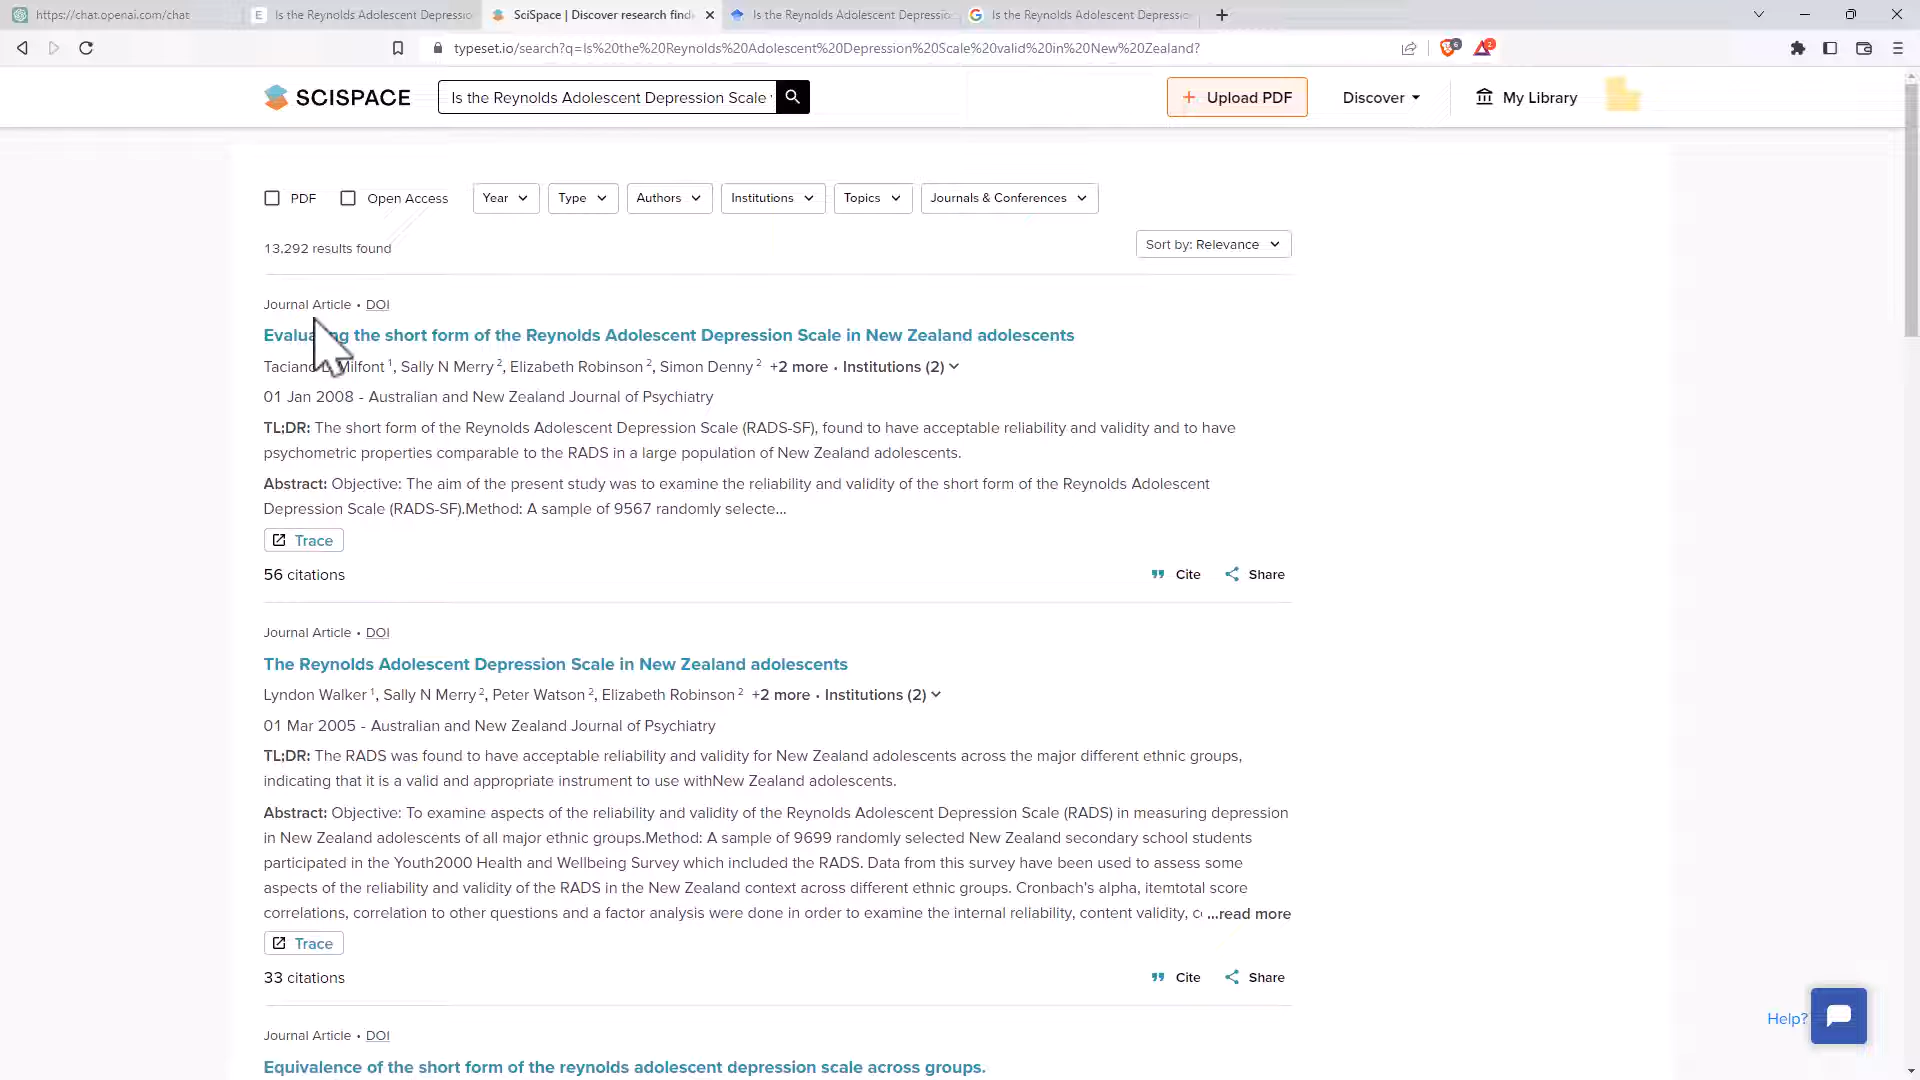 https://chat.openai.com/chat
E Is the Reynolds Adolescent Depressio
SciSpace | Discover research find
Is the Reynolds Adolescent Depressio
Is the Reynolds Adolescent Depressio
typeset.io/search?q=Is%20the%20Reynolds%20Adolescent%20Depression%20Scale%20valid%20in%20New%20Zealand?
6
2
SCISPACE
Is the Reynolds Adolescent Depression Scale
+ Upload PDF
Discover
My Library
PDF
Open Access
Year
Type
Authors
Institutions
Topics
Journals & Conferences
13,292 results found
Sort by: Relevance
Journal Article • DOI
Evaluating the short form of the Reynolds Adolescent Depression Scale in New Zealand adolescents
Taciano Milfont 1, Sally N Merry 2, Elizabeth Robinson 2, Simon Denny 2 +2 more • Institutions (2)
01 Jan 2008 - Australian and New Zealand Journal of Psychiatry
TL;DR: The short form of the Reynolds Adolescent Depression Scale (RADS-SF), found to have acceptable reliability and validity and to have
psychometric properties comparable to the RADS in a large population of New Zealand adolescents.
Abstract: Objective: The aim of the present study was to examine the reliability and validity of the short form of the Reynolds Adolescent
Depression Scale (RADS-SF).Method: A sample of 9567 randomly selecte...
Trace
56 citations
Cite
Share
Journal Article • DOI
The Reynolds Adolescent Depression Scale in New Zealand adolescents
Lyndon Walker 1, Sally N Merry 2, Peter Watson 2, Elizabeth Robinson 2 +2 more • Institutions (2)
01 Mar 2005 - Australian and New Zealand Journal of Psychiatry
TL;DR: The RADS was found to have acceptable reliability and validity for New Zealand adolescents across the major different ethnic groups,
indicating that it is a valid and appropriate instrument to use withNew Zealand adolescents.
Abstract: Objective: To examine aspects of the reliability and validity of the Reynolds Adolescent Depression Scale (RADS) in measuring depression
in New Zealand adolescents of all major ethnic groups.Method: A sample of 9699 randomly selected New Zealand secondary school students
participated in the Youth2000 Health and Wellbeing Survey which included the RADS. Data from this survey have been used to assess some
aspects of the reliability and validity of the RADS in the New Zealand context across different ethnic groups. Cronbach's alpha, itemtotal score
correlations, correlation to other questions and a factor analysis were done in order to examine the internal reliability, content validity, c ...read more
Trace
33 citations
Cite
Share
Journal Article • DOI
Equivalence of the short form of the reynolds adolescent depression scale across groups.
Help?